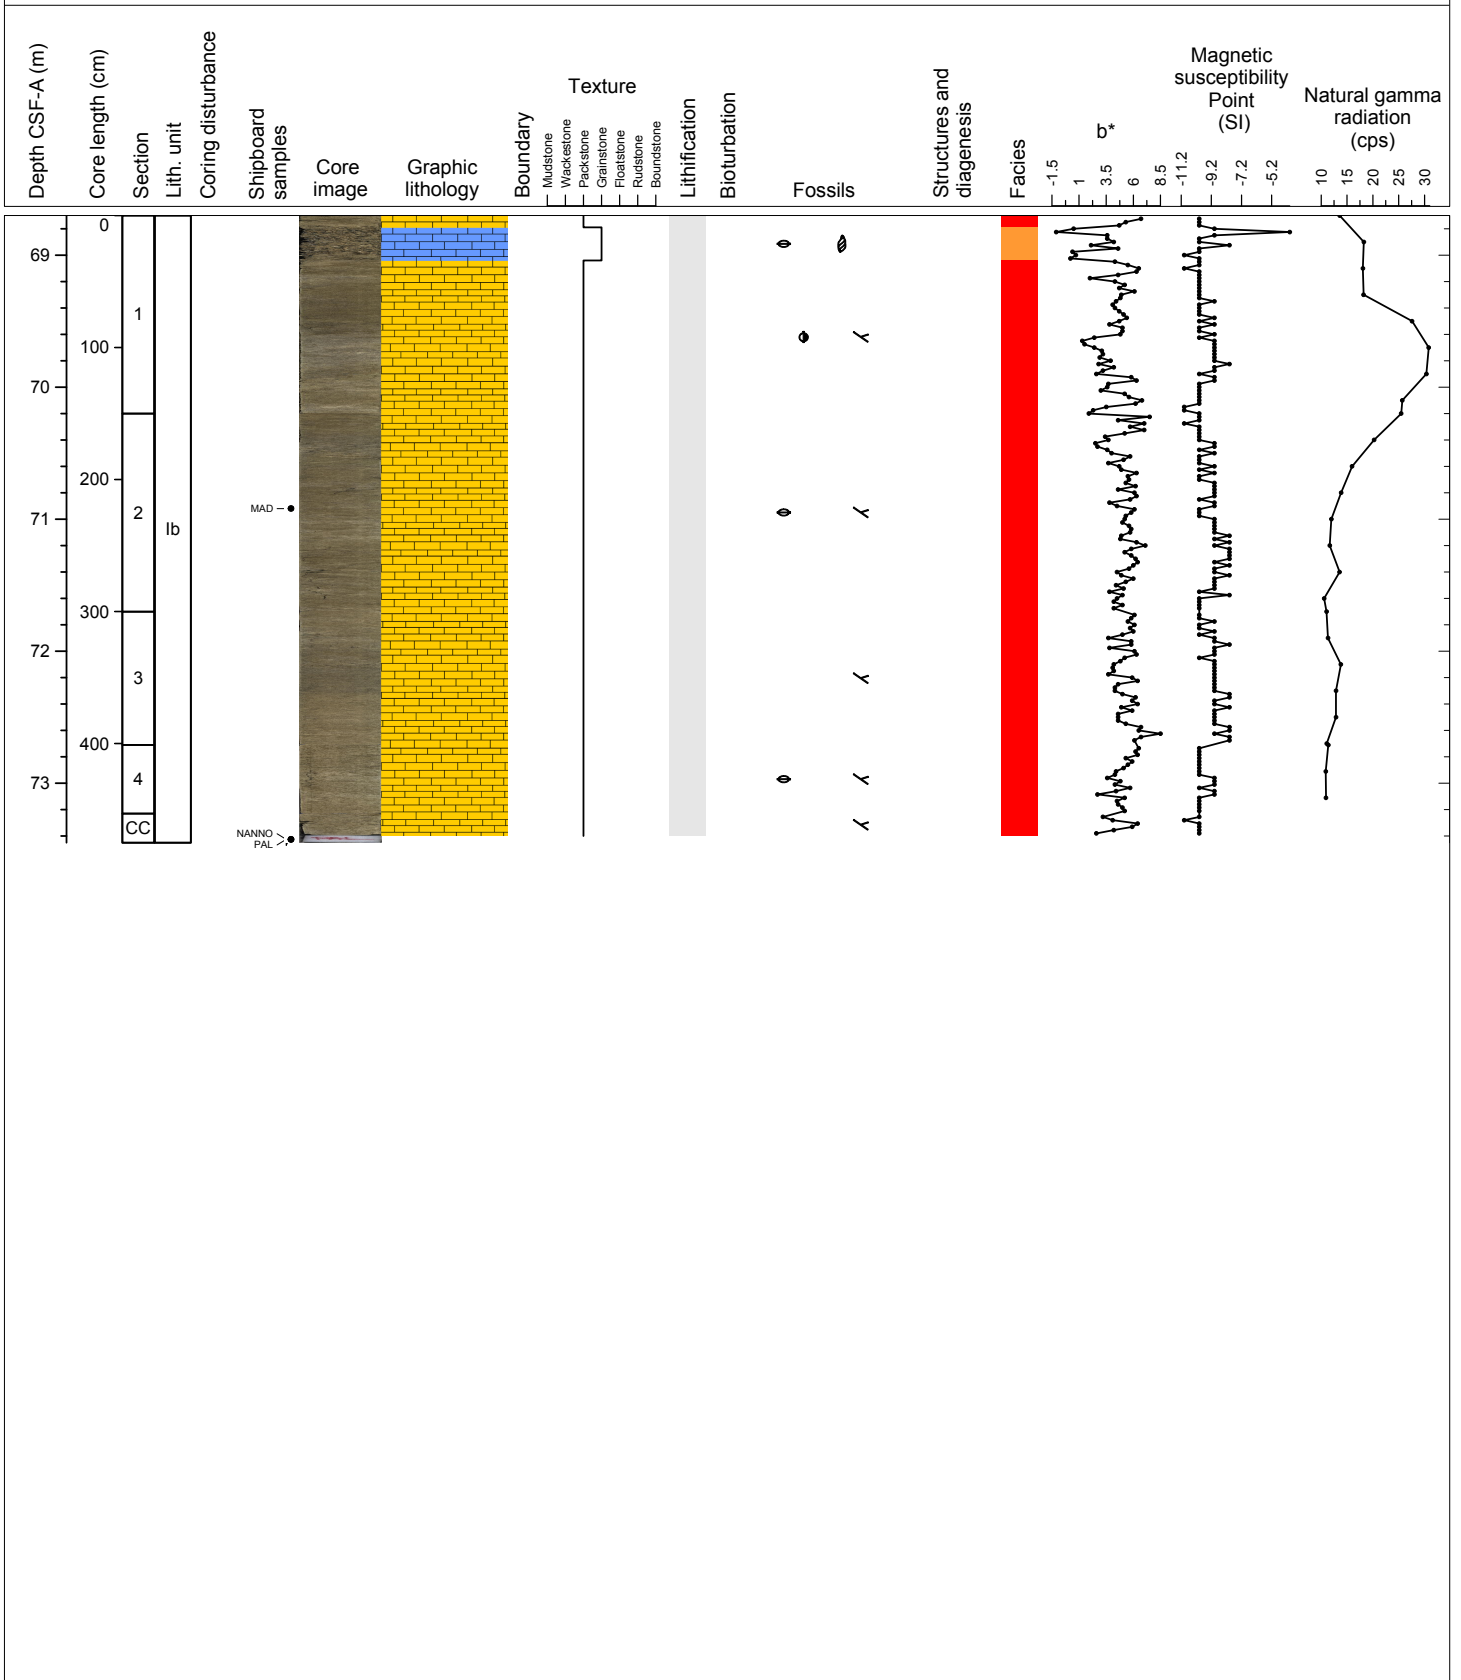 Depth CSF-A (m)
Core length (cm)
Section
Lith. unit
Coring disturbance
Shipboard
samples
Core
image
Graphic
lithology
Boundary
Texture
Mudstone
Wackestone
Packstone
Grainstone
Floatstone
Rudstone
Boundstone
Lithification
Bioturbation
Fossils
Structures and
diagenesis
Facies
b*
-1.5
1
3.5
6
8.5
Magnetic
susceptibility
Point
(SI)
-11.2
-9.2
-7.2
-5.2
Natural gamma
radiation
(cps)
10
15
20
25
30
69
70
71
72
73
0
100
200
300
400
1
2
3
4
CC
Ib
MAD
NANNO
PAL